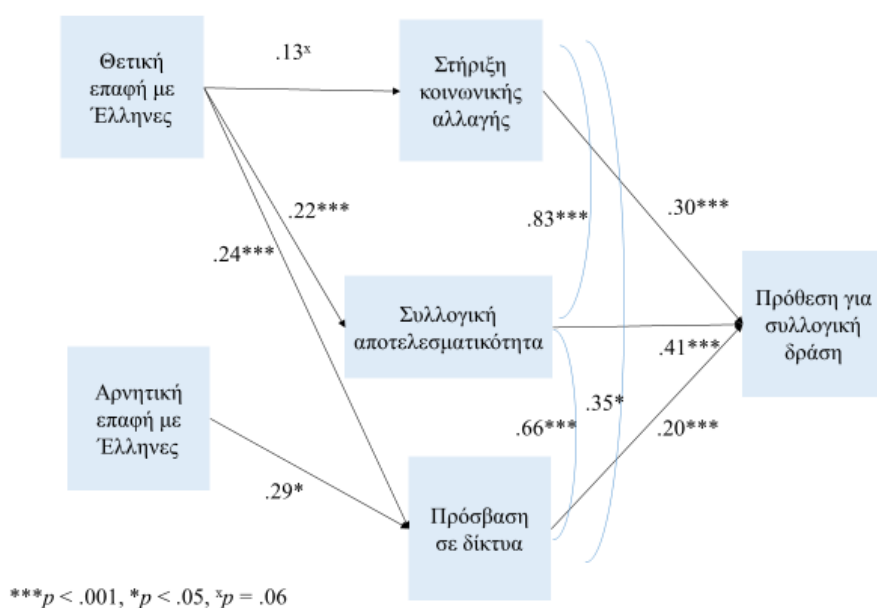 Θετική
επαφή με
Έλληνες
.13ˣ
Στήριξη
κοινωνικής
αλλαγής
.22***
.24***
.83***
.30***
Συλλογική
αποτελεσματικότητα
Πρόθεση για
συλλογική
δράση
.41***
Αρνητική
επαφή με
Έλληνες
.35*
.66***
.20***
.29*
Πρόσβαση
σε δίκτυα
***p < .001, *p < .05, ˣp = .06